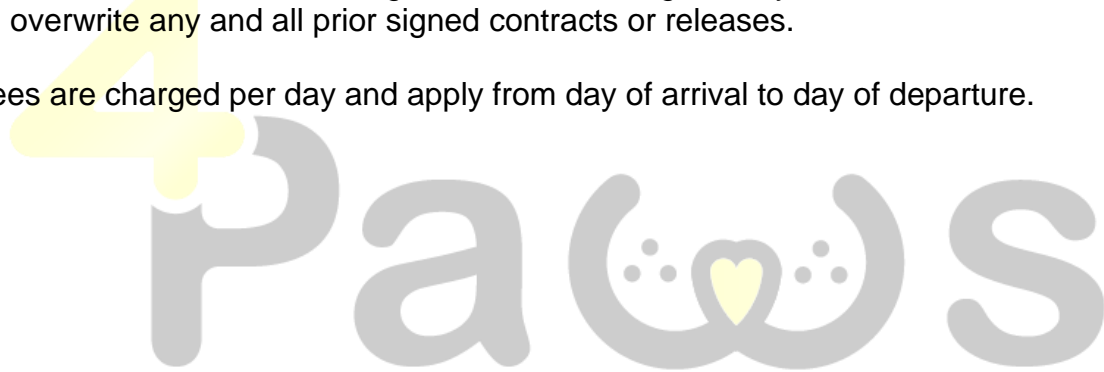 overwrite any and all prior signed contracts or releases.
are charged per day and apply from day of arrival to day of departure.
4
Paws